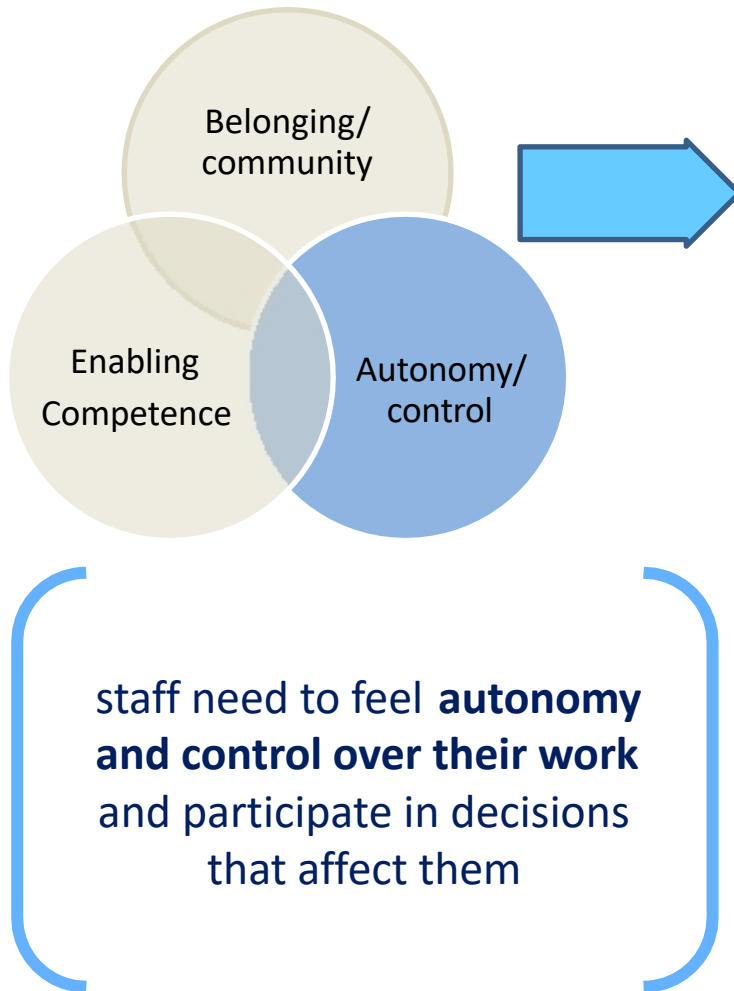 Belonging/
community
Enabling
Competence
Autonomy/
control
staff need to feel autonomy
and control over their work
and participate in decisions
that affect them